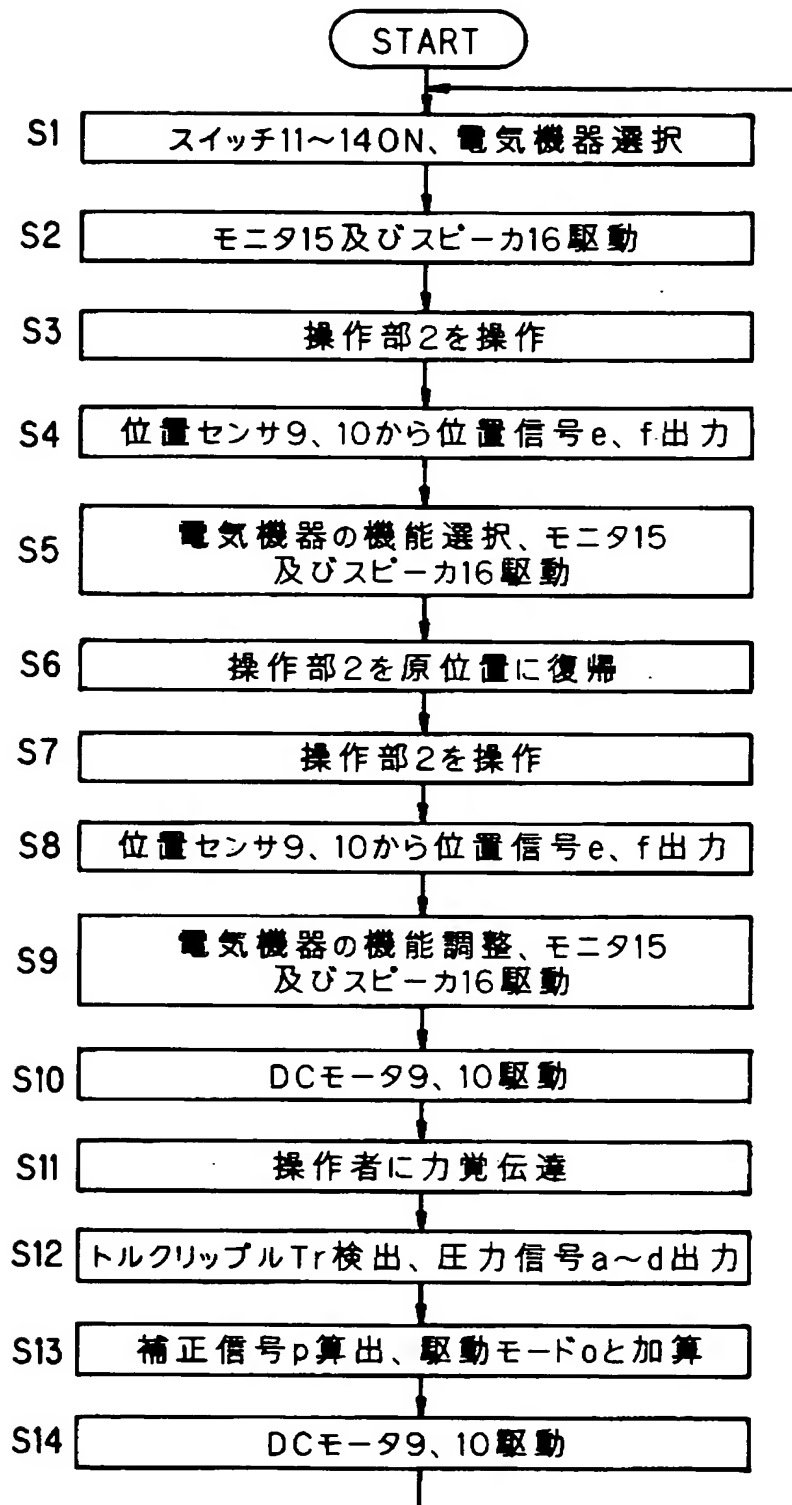 START
S1 スイッチ11～14ON、電気機器選択
S2 モニタ15及びスピーカ16駆動
S3 操作部2を操作
S4 位置センサ9、10から位置信号e、f出力
S5 電気機器の機能選択、モニタ15
及びスピーカ16駆動
S6 操作部2を原位置に復帰
S7 操作部2を操作
S8 位置センサ9、10から位置信号e、f出力
S9 電気機器の機能調整、モニタ15
及びスピーカ16駆動
S10 DCモータ9、10駆動
S11 操作者に力覚伝達
S12 トルクリップルTr検出、圧力信号a～d出力
S13 補正信号p算出、駆動モードoと加算
S14 DCモータ9、10駆動